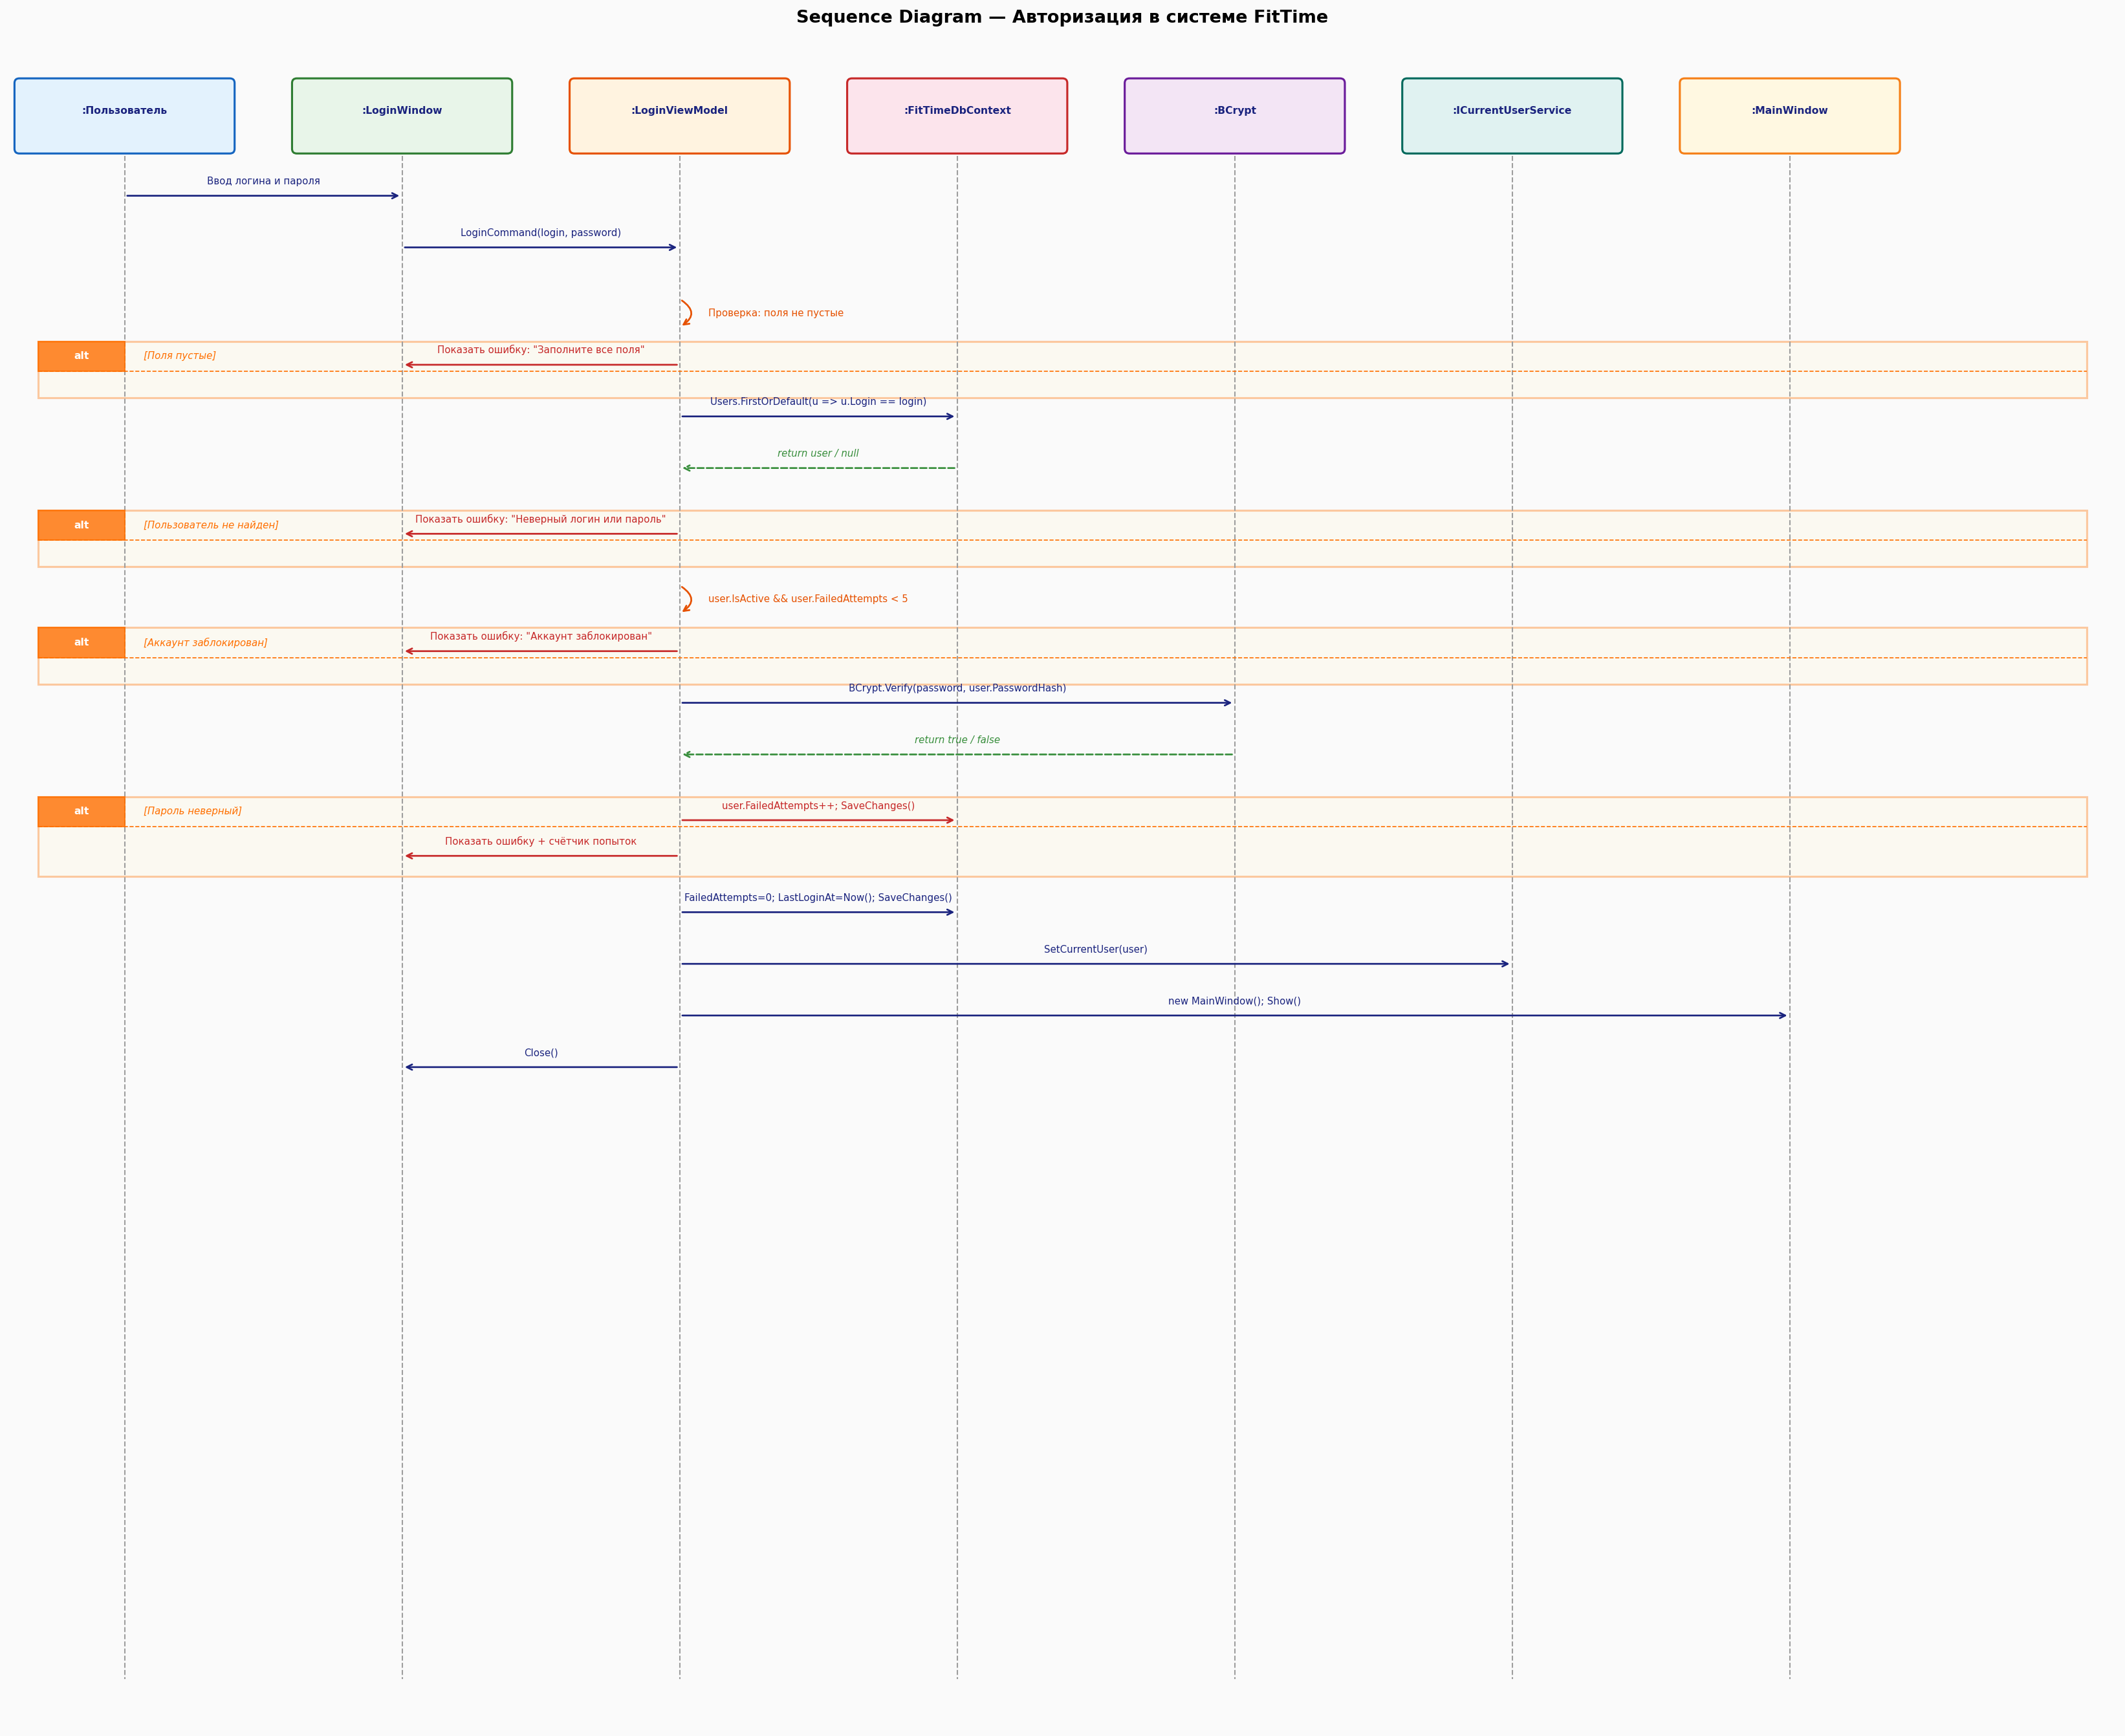 Sequence Diagram — Авторизация в системе FitTime
:Пользователь
:LoginWindow
:LoginViewModel
:FitTimeDbContext
:BCrypt
:ICurrentUserService
:MainWindow
Ввод логина и пароля
LoginCommand(login, password)
Проверка: поля не пустые
alt
[Поля пустые]
Показать ошибку: "Заполните все поля"
Users.FirstOrDefault(u => u.Login == login)
return user / null
alt
[Пользователь не найден]
Показать ошибку: "Неверный логин или пароль"
user.IsActive && user.FailedAttempts < 5
alt
[Аккаунт заблокирован]
Показать ошибку: "Аккаунт заблокирован"
BCrypt.Verify(password, user.PasswordHash)
return true / false
alt
[Пароль неверный]
user.FailedAttempts++; SaveChanges()
Показать ошибку + счётчик попыток
FailedAttempts=0; LastLoginAt=Now(); SaveChanges()
SetCurrentUser(user)
new MainWindow(); Show()
Close()